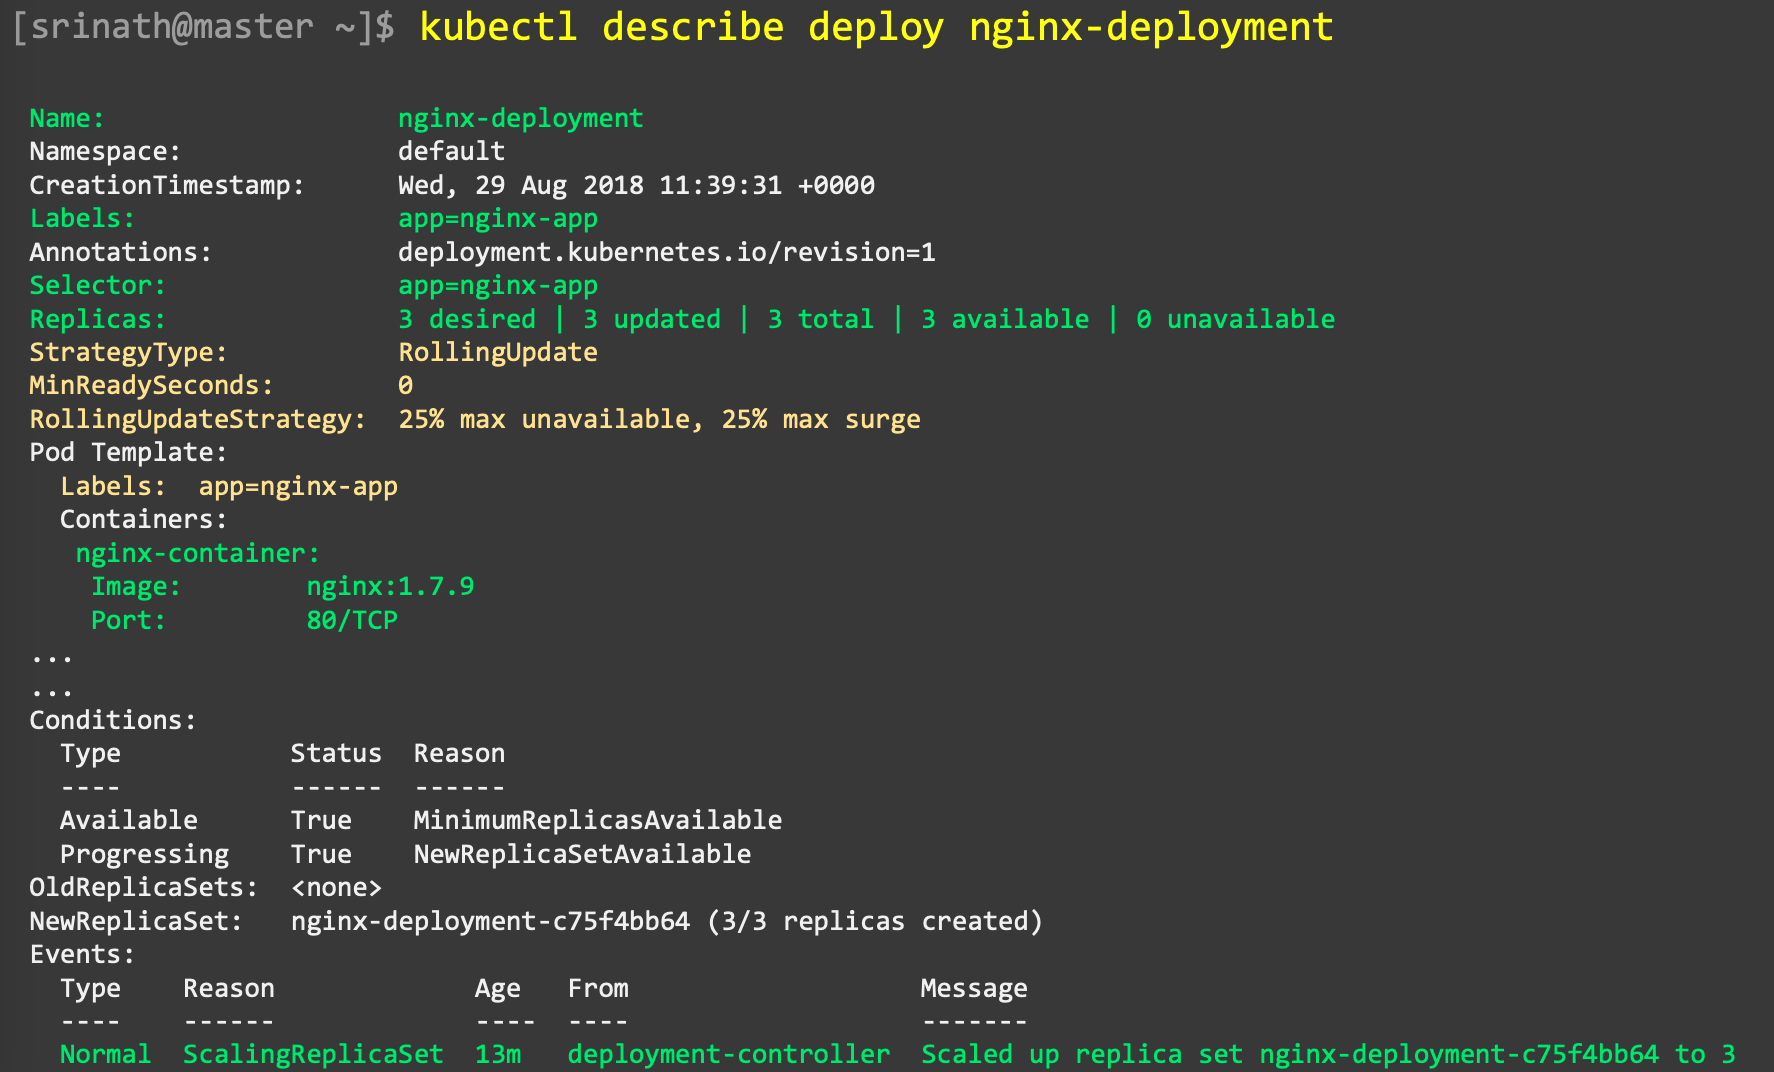 [srinath@master ~]$ kubectl describe deploy nginx-deployment
Name:                   nginx-deployment
Namespace:              default
CreationTimestamp:      Wed, 29 Aug 2018 11:39:31 +0000
Labels:                 app=nginx-app
Annotations:            deployment.kubernetes.io/revision=1
Selector:               app=nginx-app
Replicas:               3 desired | 3 updated | 3 total | 3 available | 0 unavailable
StrategyType:           RollingUpdate
MinReadySeconds:        0
RollingUpdateStrategy:  25% max unavailable, 25% max surge
Pod Template:
  Labels:  app=nginx-app
  Containers:
   nginx-container:
    Image:        nginx:1.7.9
    Port:         80/TCP
...
...
Conditions:
  Type           Status  Reason
  ----           ------  ------
  Available      True    MinimumReplicasAvailable
  Progressing    True    NewReplicaSetAvailable
OldReplicaSets:  <none>
NewReplicaSet:   nginx-deployment-c75f4bb64 (3/3 replicas created)
Events:
  Type    Reason             Age   From                   Message
  ----    ------             ----  ----                   -------
  Normal  ScalingReplicaSet  13m   deployment-controller  Scaled up replica set nginx-deployment-c75f4bb64 to 3